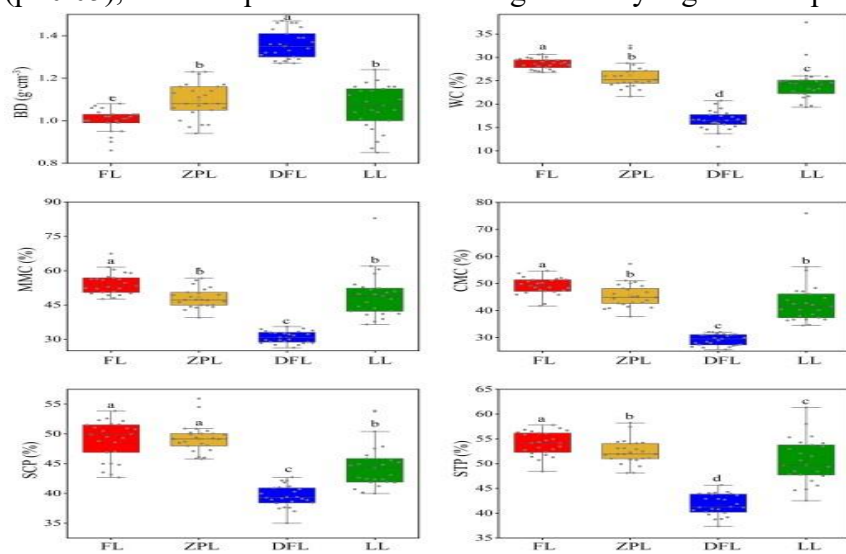 1.4
1.2
1.0
0.8
BD (g·cm³)
c
b
a
b
FL ZPL DFL LL
35
30
25
20
15
10
WC (%)
a
b
d
c
FL ZPL DFL LL
90
75
60
45
30
MMC (%)
a
b
c
b
FL ZPL DFL LL
80
70
60
50
40
30
CMC (%)
a
b
c
b
FL ZPL DFL LL
55
50
45
40
35
SCP (%)
a
a
c
b
FL ZPL DFL LL
65
60
55
50
45
40
35
STP (%)
a
b
d
c
FL ZPL DFL LL